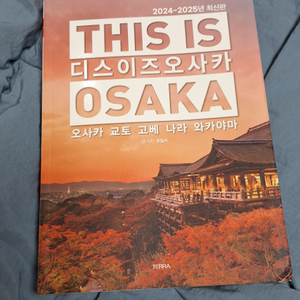 2024~2025년 최신판
THIS IS
디스이즈오사카
OSAKA
오사카 교토 고베 나라 와카야마
TERRA